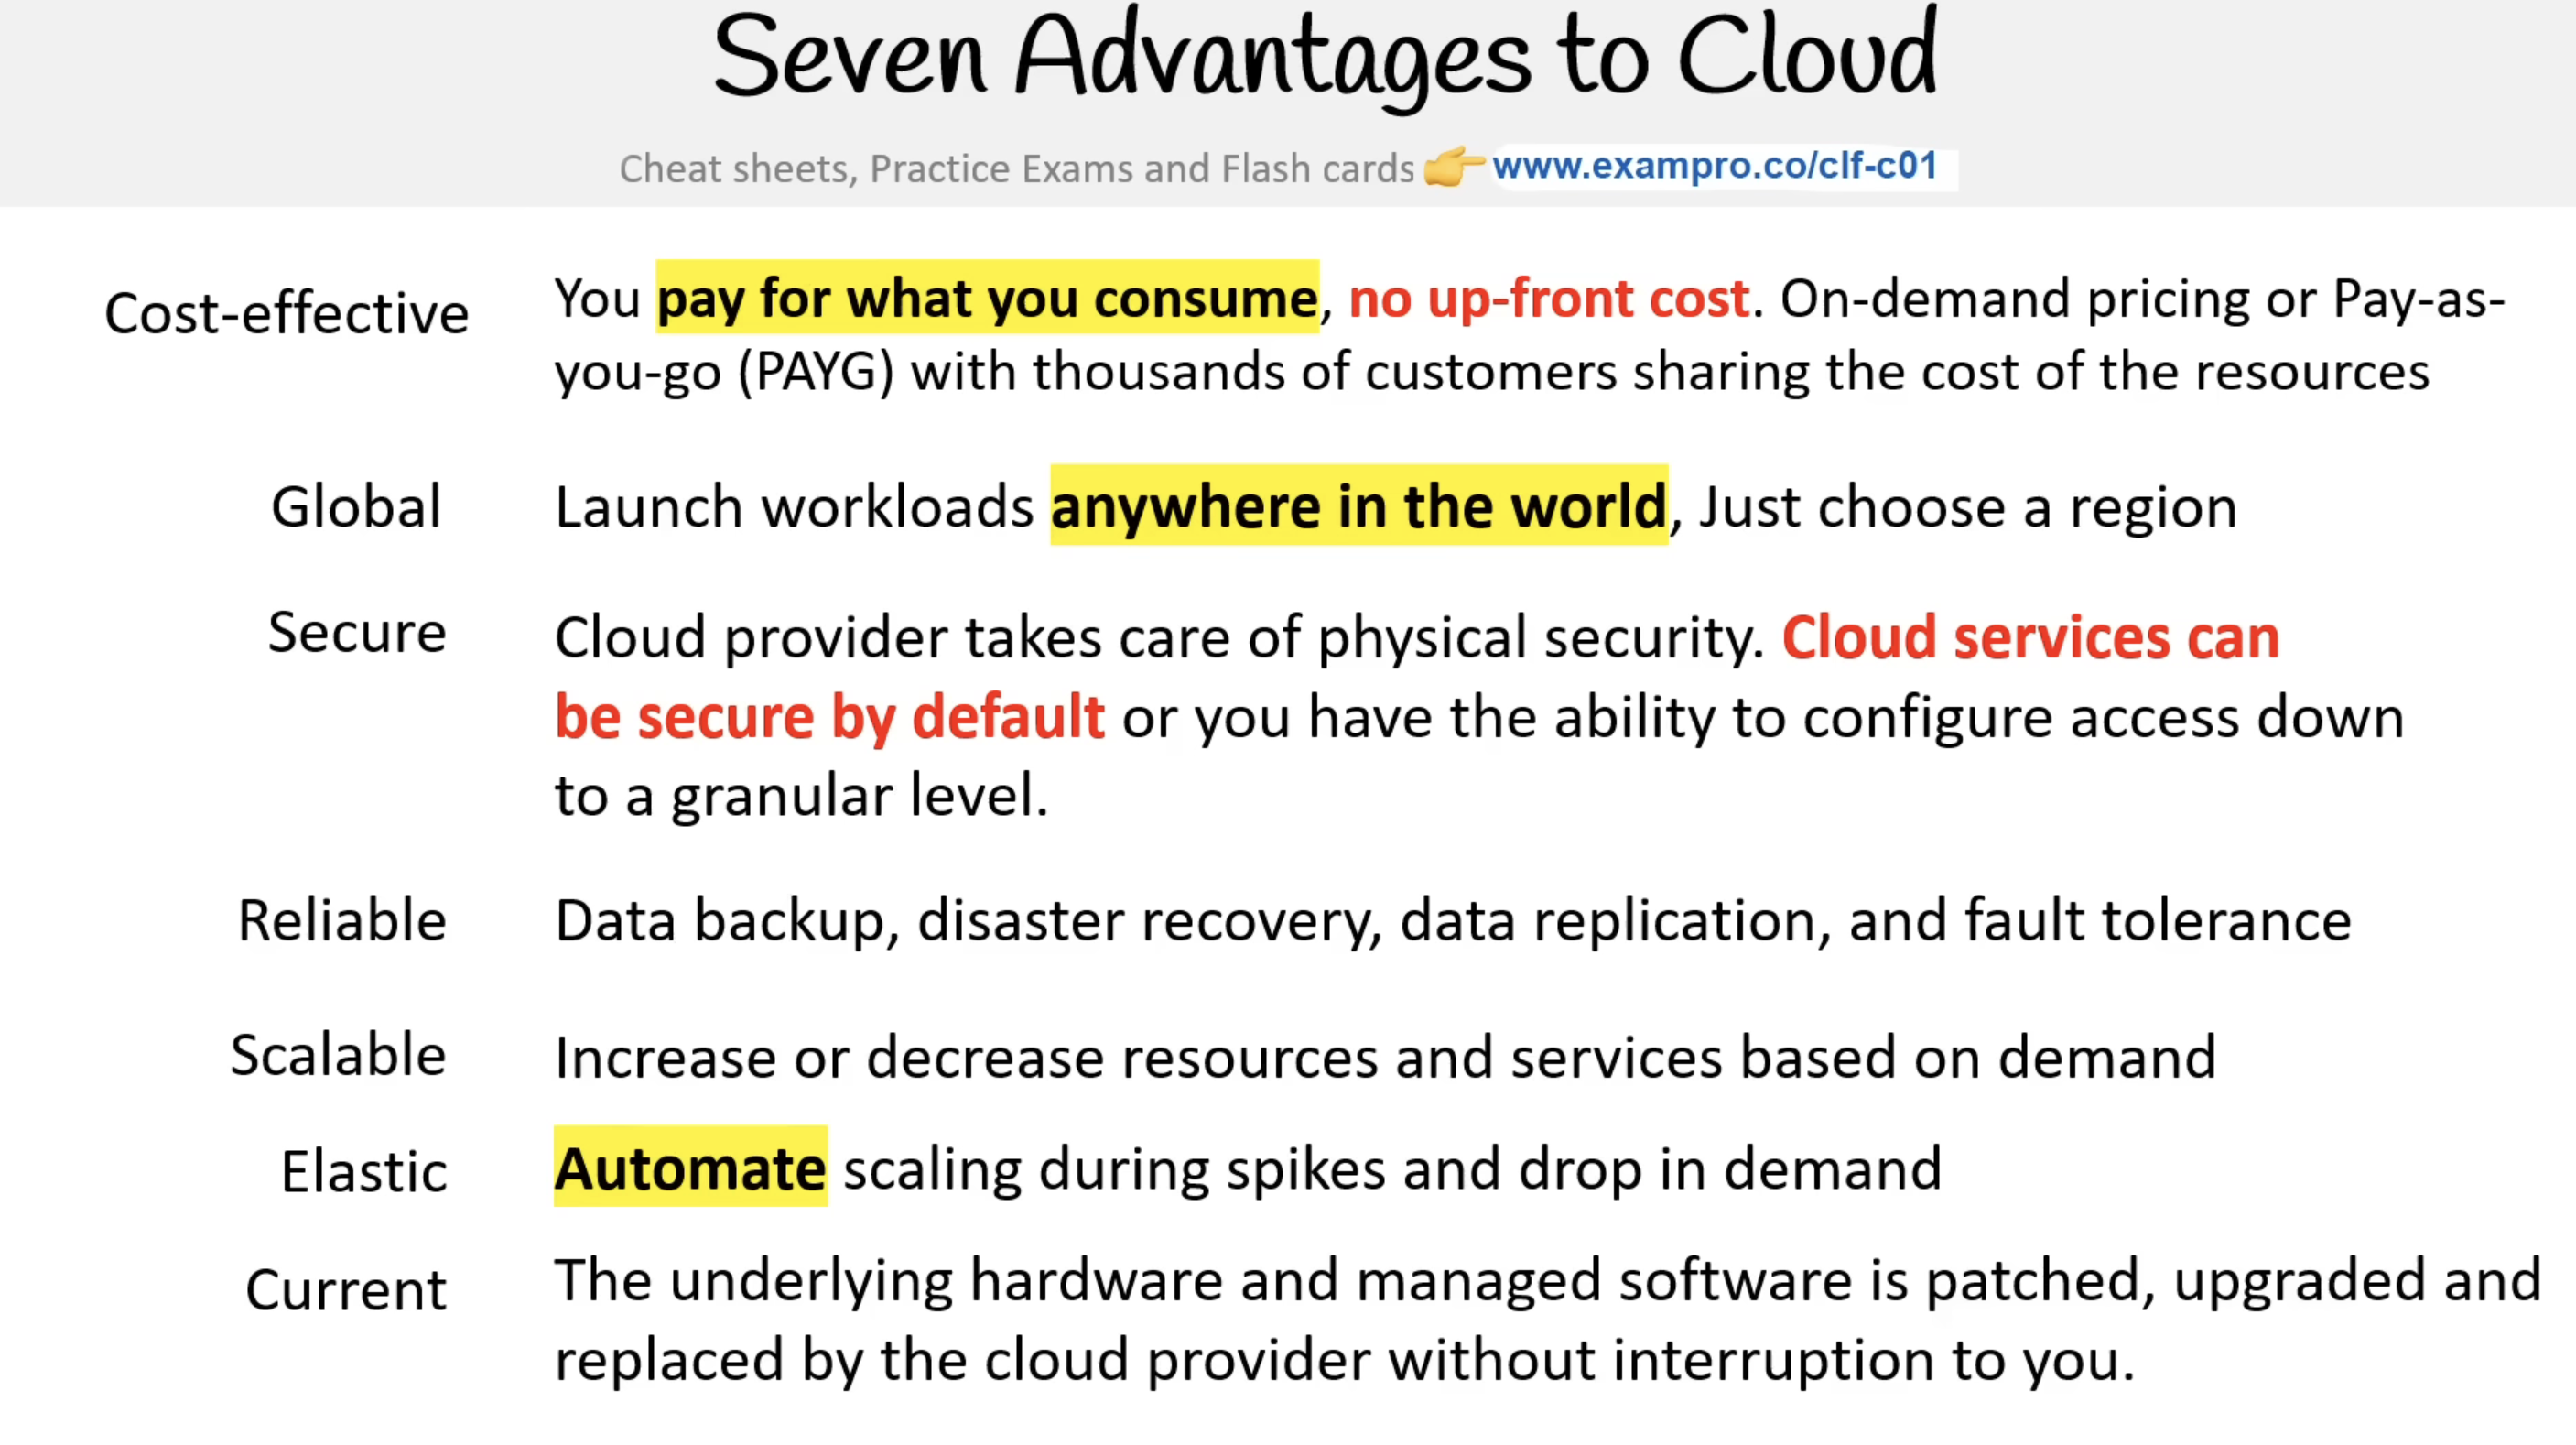 Seven Advantages to Cloud
Cheat sheets, Practice Exams and Flash cards 👉 www.exampro.co/clf-c01
Cost-effective
You pay for what you consume, no up-front cost. On-demand pricing or Pay-as-
you-go (PAYG) with thousands of customers sharing the cost of the resources
Global
Launch workloads anywhere in the world, Just choose a region
Secure
Cloud provider takes care of physical security. Cloud services can
be secure by default or you have the ability to configure access down
to a granular level.
Reliable
Data backup, disaster recovery, data replication, and fault tolerance
Scalable
Increase or decrease resources and services based on demand
Elastic
Automate scaling during spikes and drop in demand
Current
The underlying hardware and managed software is patched, upgraded and
replaced by the cloud provider without interruption to you.